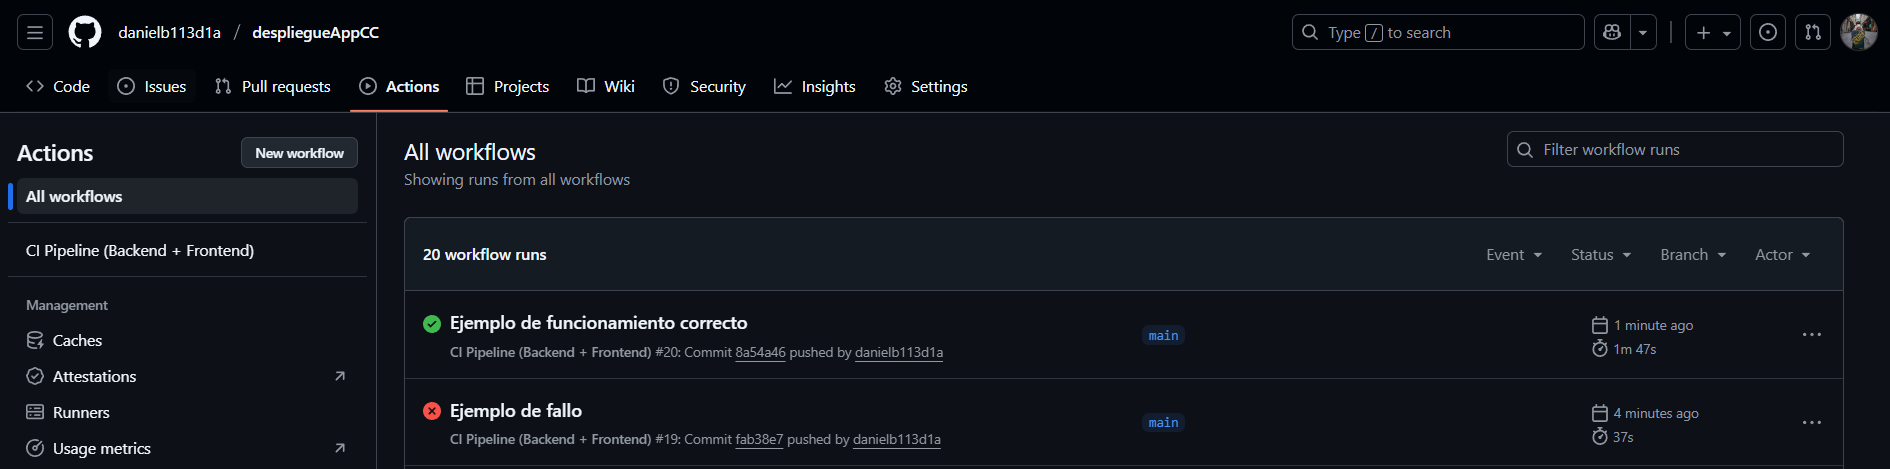 danielb113d1a / despliegueAppCC
Type / to search
Code Issues Pull requests Actions Projects Wiki Security Insights Settings
Actions
New workflow
All workflows
CI Pipeline (Backend + Frontend)
Management
Caches
Attestations
Runners
Usage metrics
All workflows
Showing runs from all workflows
Filter workflow runs
20 workflow runs
Event Status Branch Actor
Ejemplo de funcionamiento correcto
CI Pipeline (Backend + Frontend) #20: Commit 8a54a46 pushed by danielb113d1a
main
1 minute ago
1m 47s
Ejemplo de fallo
CI Pipeline (Backend + Frontend) #19: Commit fab38e7 pushed by danielb113d1a
main
4 minutes ago
37s